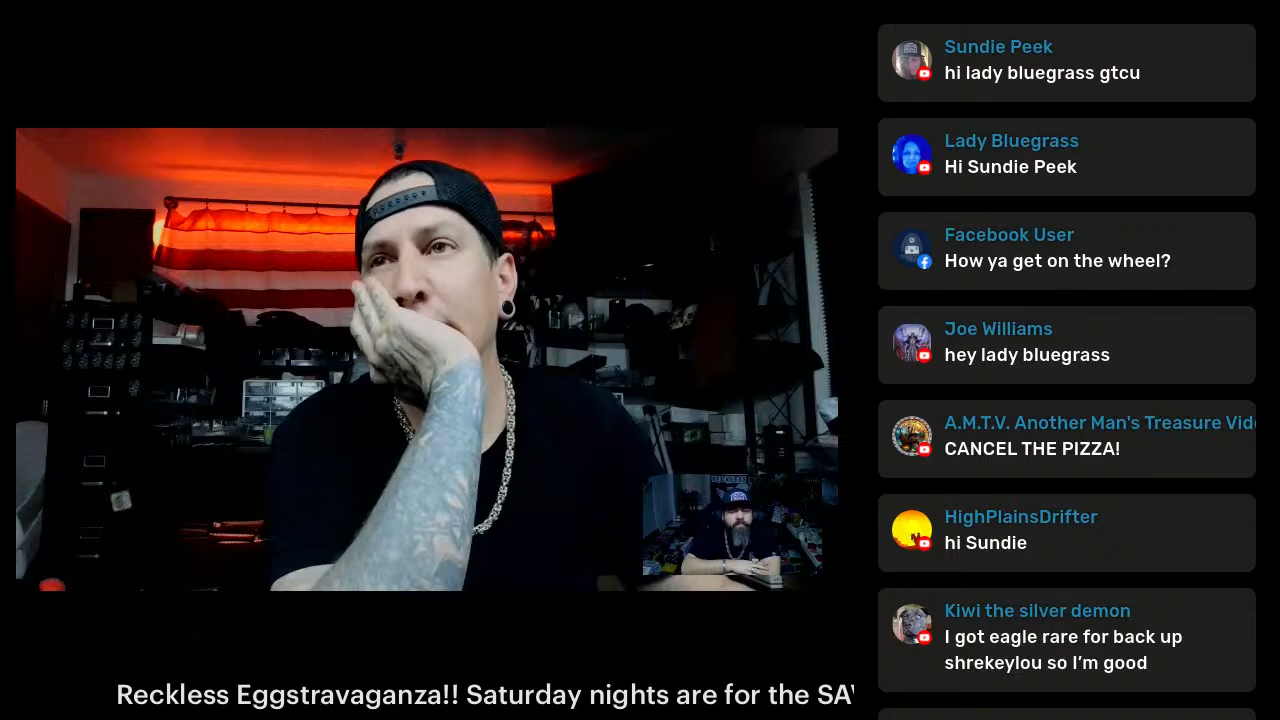 Sundie Peek
hi lady bluegrass gtcu
Lady Bluegrass
Hi Sundie Peek
Facebook User
How ya get on the wheel?
Joe Williams
hey lady bluegrass
A.M.T.V. Another Man's Treasure Vid
CANCEL THE PIZZA!
HighPlainsDrifter
hi Sundie
Kiwi the silver demon
I got eagle rare for back up
shrekeylou so I'm good
Reckless Eggstravaganza!! Saturday nights are for the